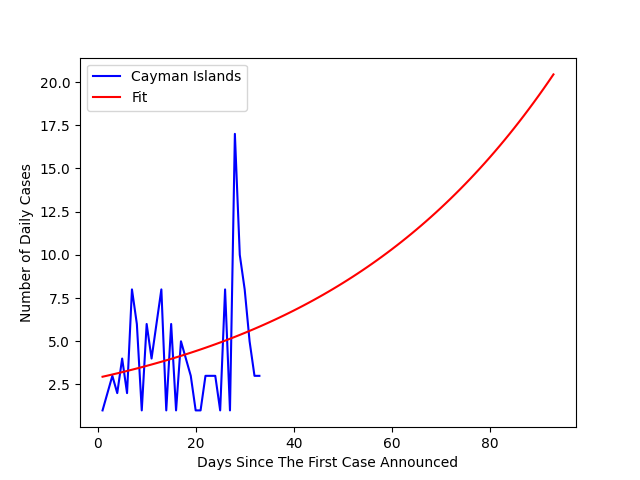 Cayman Islands
Fit
20.0
17.5
15.0
12.5
10.0
7.5
5.0
2.5
Number of Daily Cases
0 20 40 60 80
Days Since The First Case Announced